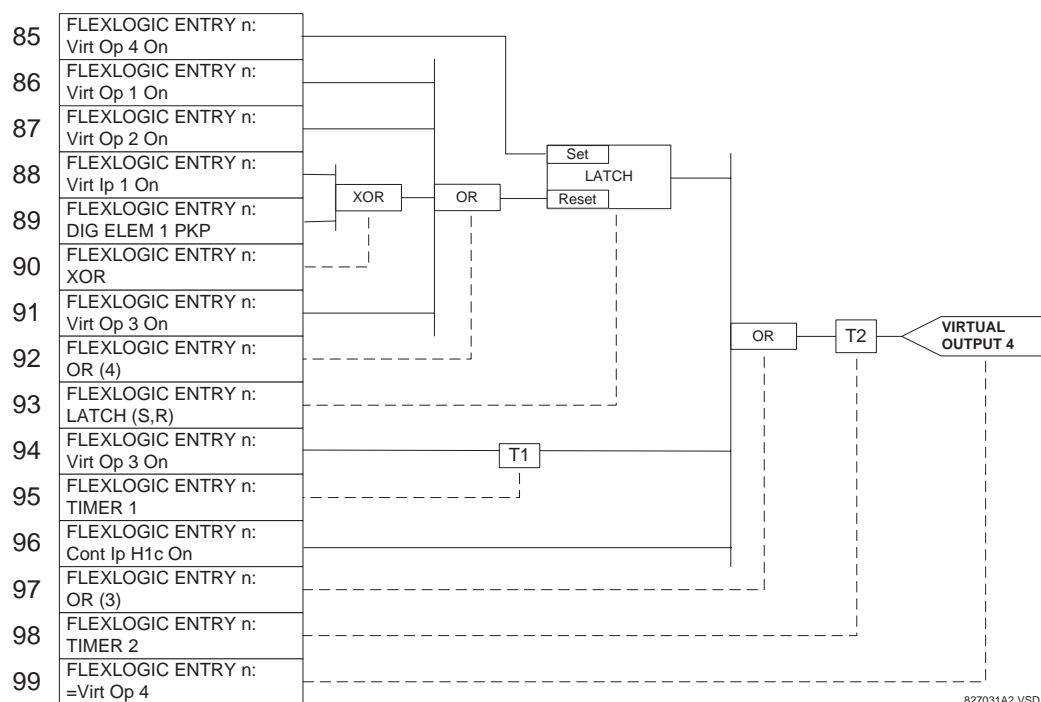 85
FLEXLOGIC ENTRY n:
Virt Op 4 On
86
FLEXLOGIC ENTRY n:
Virt Op 1 On
87
FLEXLOGIC ENTRY n:
Virt Op 2 On
88
FLEXLOGIC ENTRY n:
Virt Ip 1 On
89
FLEXLOGIC ENTRY n:
DIG ELEM 1 PKP
90
FLEXLOGIC ENTRY n:
XOR
91
FLEXLOGIC ENTRY n:
Virt Op 3 On
92
FLEXLOGIC ENTRY n:
OR (4)
93
FLEXLOGIC ENTRY n:
LATCH (S,R)
94
FLEXLOGIC ENTRY n:
Virt Op 3 On
95
FLEXLOGIC ENTRY n:
TIMER 1
96
FLEXLOGIC ENTRY n:
Cont Ip H1c On
97
FLEXLOGIC ENTRY n:
OR (3)
98
FLEXLOGIC ENTRY n:
TIMER 2
99
FLEXLOGIC ENTRY n:
=Virt Op 4
XOR
OR
Set
LATCH
Reset
T1
OR
T2
VIRTUAL
OUTPUT 4
827031A2.VSD